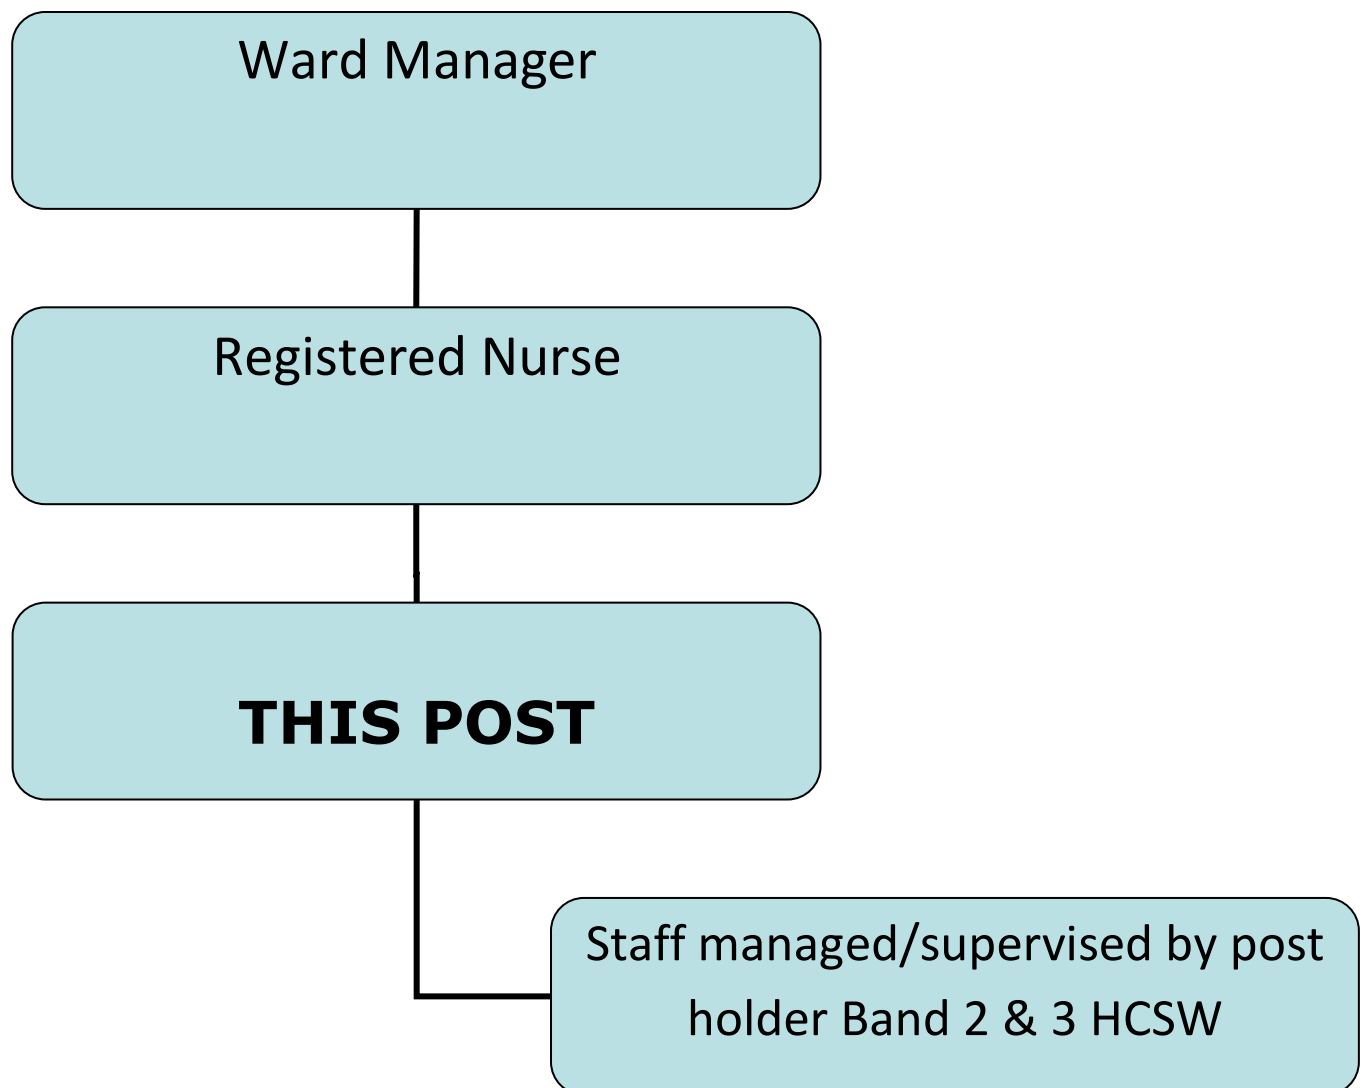 Ward Manager
Registered Nurse
THIS POST
Staff managed/supervised by post
holder Band 2 & 3 HCSW